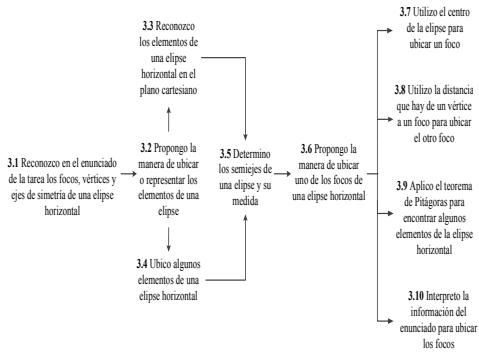 3.1 Reconozco en el enunciado
de la tarea los focos, vértices y
ejes de simetría de una elipse
horizontal
3.3 Reconozco
los elementos de
una elipse
horizontal en el
plano cartesiano
3.2 Propongo la
manera de ubicar
o representar los
elementos de una
elipse
3.4 Ubico algunos
elementos de una
elipse horizontal
3.5 Determino
los semiejes de
una elipse y su
medida
3.6 Propongo la
manera de ubicar
uno de los focos de
una elipse horizontal
3.7 Utilizo el centro
de la elipse para
ubicar un foco
3.8 Utilizo la distancia
que hay de un vértice
a un foco para ubicar
el otro foco
3.9 Aplico el teorema
de Pitágoras para
encontrar algunos
elementos de la elipse
horizontal
3.10 Interpreto la
información del
enunciado para ubicar
los focos